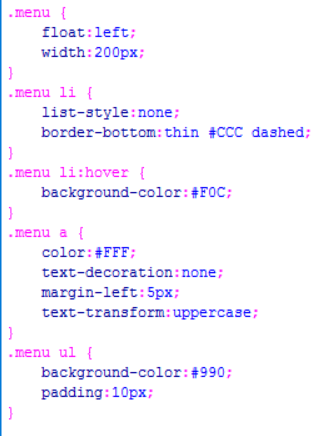 .menu {
    float:left;
    width:200px;
}
.menu li {
    list-style:none;
    border-bottom:thin #CCC dashed;
}
.menu li:hover {
    background-color:#F0C;
}
.menu a {
    color:#FFF;
    text-decoration:none;
    margin-left:5px;
    text-transform:uppercase;
}
.menu ul {
    background-color:#990;
    padding:10px;
}